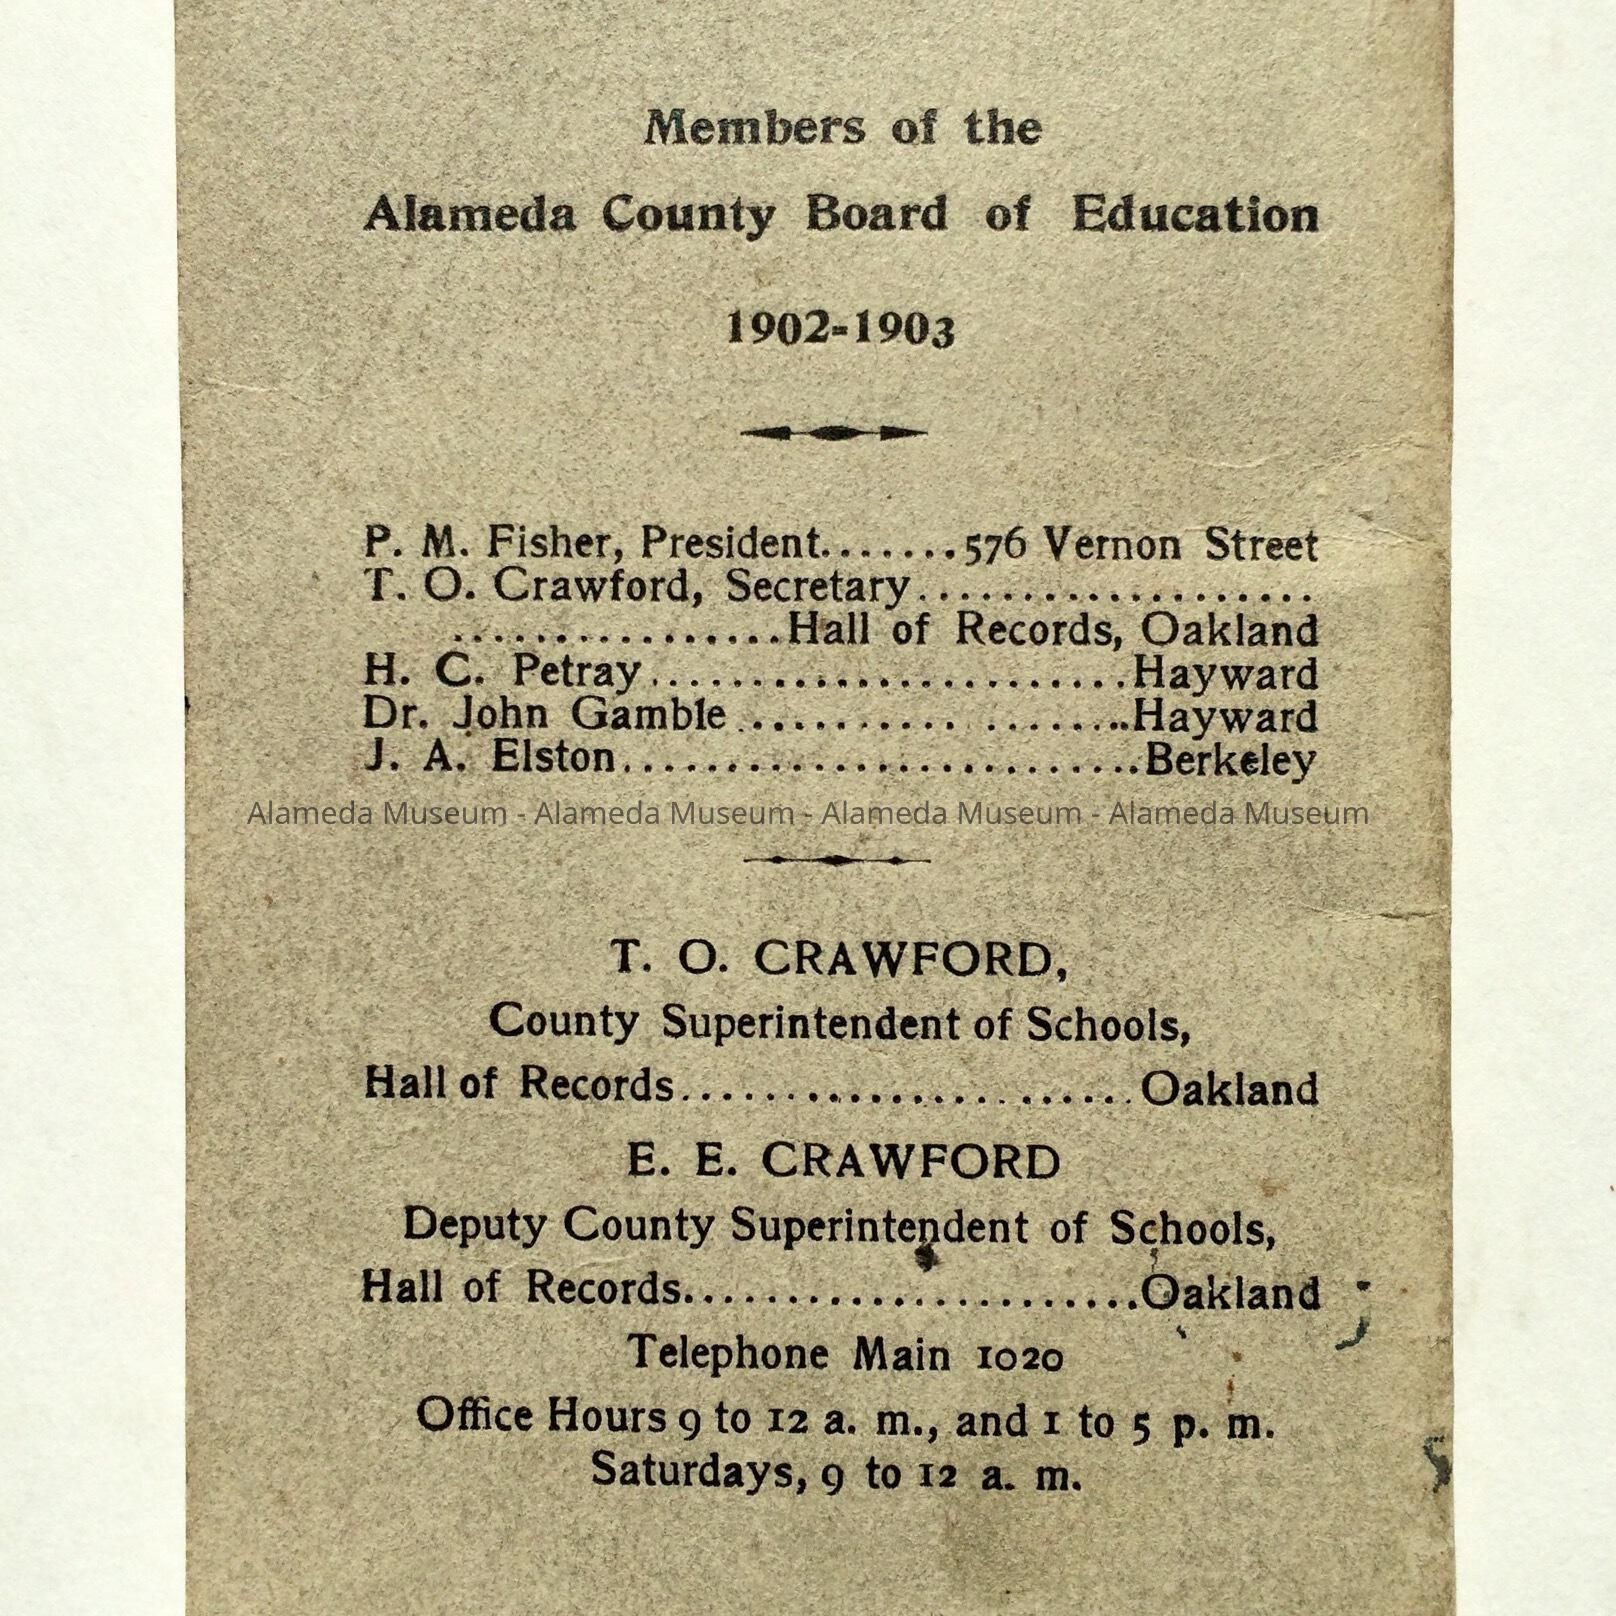 Members of the
Alameda County Board of Education
1902-1903
P. M. Fisher, President.......576 Vernon Street
T. O. Crawford, Secretary...................
................Hall of Records, Oakland
H. C. Petray.......................Hayward
Dr. John Gamble........... ........Hayward
J. A. Elston.........................Berkeley
Alameda Museum - Alameda Museum - Alameda Museum - Alameda Museum
T. O. CRAWFORD,
County Superintendent of Schools,
Hall of Records......................Oakland
E. E. CRAWFORD
Deputy County Superintendent of Schools,
Hall of Records......................Oakland
Telephone Main 1020
Office Hours 9 to 12 a. m., and 1 to 5 p. m.
Saturdays, 9 to 12 a. m.